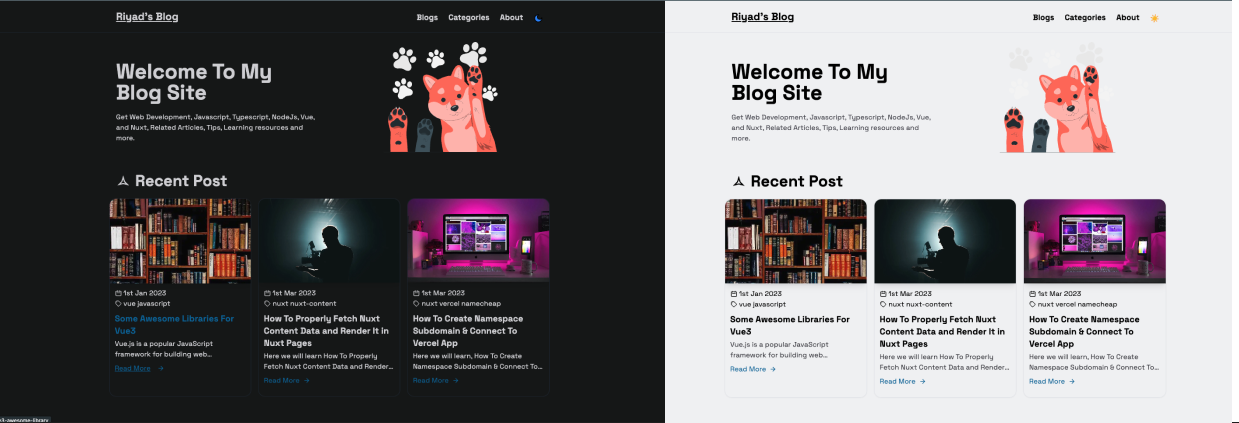 Riyad's Blog
Blogs Categories About
Welcome To My
Blog Site
Get Web Development, Javascript, Typescript, NodeJs, Vue,
and Nuxt, Related Articles, Tips, Learning resources and
more.
Recent Post
1st Jan 2023
vue javascript
Some Awesome Libraries For
Vue3
Vue.js is a popular JavaScript
framework for building web...
Read More →
1st Mar 2023
nuxt nuxt-content
How To Properly Fetch Nuxt
Content Data and Render It in
Nuxt Pages
Here we will learn How To Properly
Fetch Nuxt Content Data and Render...
Read More →
1st Mar 2023
nuxt vercel namecheap
How To Create Namespace
Subdomain & Connect To
Vercel App
Here we will learn, How To Create
Namespace Subdomain & Connect To...
Read More →
3-awesome-library
Riyad's Blog
Blogs Categories About
Welcome To My
Blog Site
Get Web Development, Javascript, Typescript, NodeJs, Vue,
and Nuxt, Related Articles, Tips, Learning resources and
more.
Recent Post
1st Jan 2023
vue javascript
Some Awesome Libraries For
Vue3
Vue.js is a popular JavaScript
framework for building web...
Read More →
1st Mar 2023
nuxt nuxt-content
How To Properly Fetch Nuxt
Content Data and Render It in
Nuxt Pages
Here we will learn How To Properly
Fetch Nuxt Content Data and Render...
Read More →
1st Mar 2023
nuxt vercel namecheap
How To Create Namespace
Subdomain & Connect To
Vercel App
Here we will learn, How To Create
Namespace Subdomain & Connect To...
Read More →